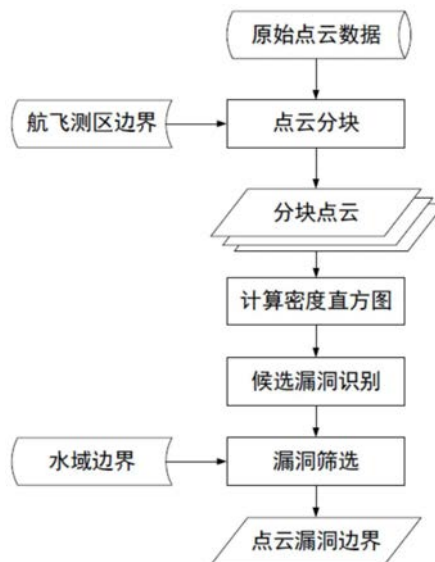 原始点云数据
航飞测区边界
点云分块
分块点云
计算密度直方图
候选漏洞识别
水域边界
漏洞筛选
点云漏洞边界